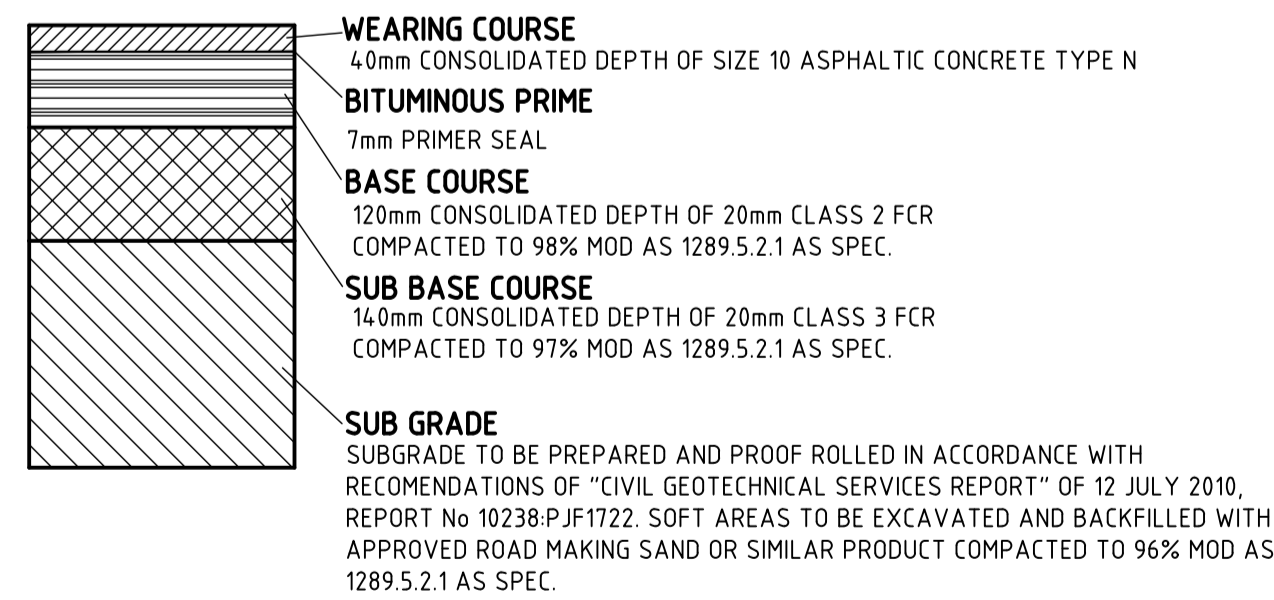 WEARING COURSE
40mm CONSOLIDATED DEPTH OF SIZE 10 ASPHALTIC CONCRETE TYPE N
BITUMINOUS PRIME
7mm PRIMER SEAL
BASE COURSE
120mm CONSOLIDATED DEPTH OF 20mm CLASS 2 FCR
COMPACTED TO 98% MOD AS 1289.5.2.1 AS SPEC.
SUB BASE COURSE
140mm CONSOLIDATED DEPTH OF 20mm CLASS 3 FCR
COMPACTED TO 97% MOD AS 1289.5.2.1 AS SPEC.
SUB GRADE
SUBGRADE TO BE PREPARED AND PROOF ROLLED IN ACCORDANCE WITH
RECOMENDATIONS OF "CIVIL GEOTECHNICAL SERVICES REPORT" OF 12 JULY 2010,
REPORT No 10238:PJF1722. SOFT AREAS TO BE EXCAVATED AND BACKFILLED WITH
APPROVED ROAD MAKING SAND OR SIMILAR PRODUCT COMPACTED TO 96% MOD AS
1289.5.2.1 AS SPEC.